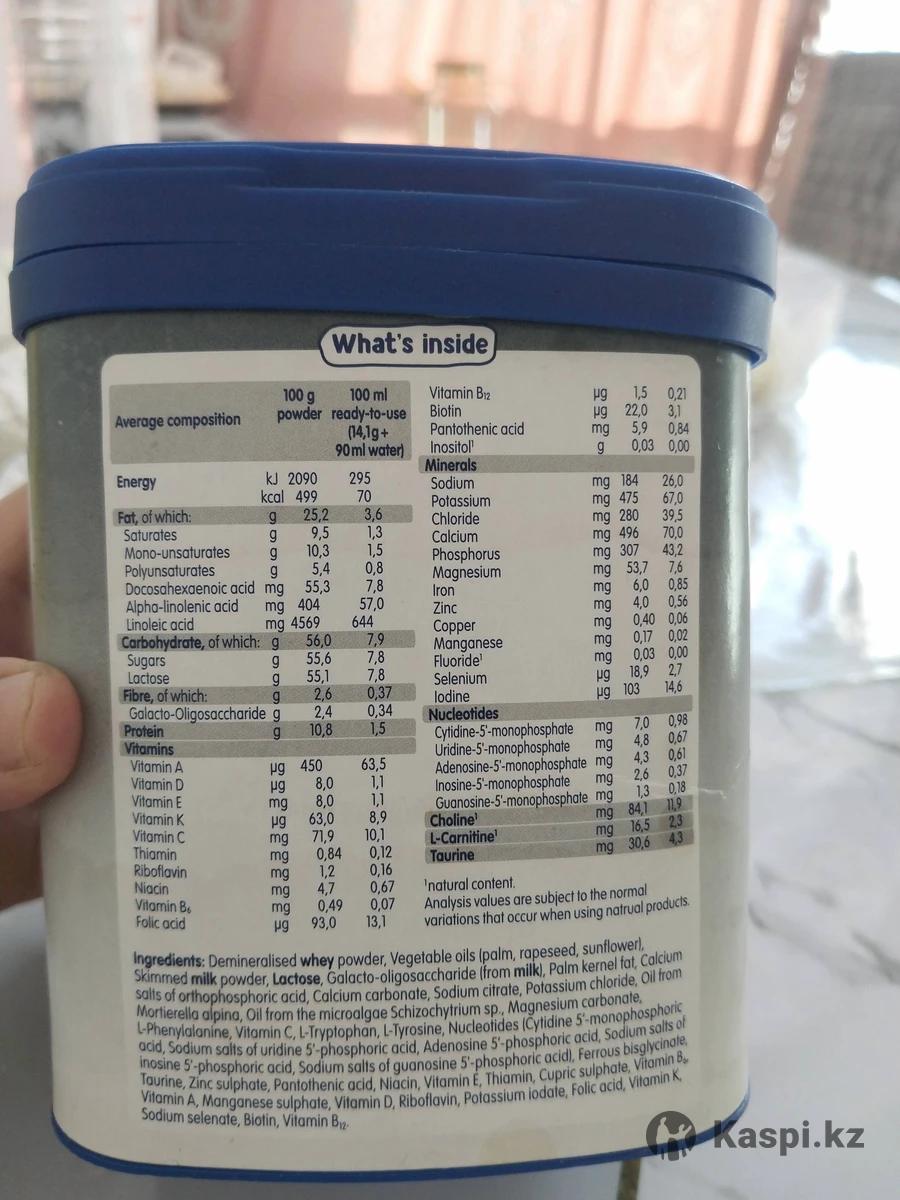 What's inside
Average composition
100 g powder
100 ml ready-to-use (14,1g + 90 ml water)
Energy kJ 2090 295
kcal 499 70
Fat, of which: g 25,2 3,6
Saturates g 9,5 1,3
Mono-unsaturates g 10,3 1,5
Polyunsaturates g 5,4 0,8
Docosahexaenoic acid mg 55,3 7,8
Alpha-linolenic acid mg 404 57,0
Linoleic acid mg 4569 644
Carbohydrate, of which: g 56,0 7,9
Sugars g 55,6 7,8
Lactose g 55,1 7,8
Fibre, of which: g 2,6 0,37
Galacto-Oligosaccharide g 2,4 0,34
Protein g 10,8 1,5
Vitamins
Vitamin A µg 450 63,5
Vitamin D µg 8,0 1,1
Vitamin E mg 8,0 1,1
Vitamin K µg 63,0 8,9
Vitamin C mg 71,9 10,1
Thiamin mg 0,84 0,12
Riboflavin mg 1,2 0,16
Niacin mg 4,7 0,67
Vitamin B₆ mg 0,49 0,07
Folic acid µg 93,0 13,1
Vitamin B₁₂ µg 1,5 0,21
Biotin µg 22,0 3,1
Pantothenic acid mg 5,9 0,84
Inositol¹ g 0,03 0,00
Minerals
Sodium mg 184 26,0
Potassium mg 475 67,0
Chloride mg 280 39,5
Calcium mg 496 70,0
Phosphorus mg 307 43,2
Magnesium mg 53,7 7,6
Iron mg 6,0 0,85
Zinc mg 4,0 0,56
Copper mg 0,40 0,06
Manganese mg 0,17 0,02
Fluoride¹ mg 0,03 0,00
Selenium µg 18,9 2,7
Iodine µg 103 14,6
Nucleotides
Cytidine-5'-monophosphate mg 7,0 0,98
Uridine-5'-monophosphate mg 4,8 0,67
Adenosine-5'-monophosphate mg 4,3 0,61
Inosine-5'-monophosphate mg 2,6 0,37
Guanosine-5'-monophosphate mg 1,3 0,18
Choline¹ mg 84,1 11,9
L-Carnitine¹ mg 16,5 2,3
Taurine mg 30,6 4,3
¹natural content.
Analysis values are subject to the normal
variations that occur when using natrual products.
Ingredients: Demineralised whey powder, Vegetable oils (palm, rapeseed, sunflower),
Skimmed milk powder, Lactose, Galacto-oligosaccharide (from milk), Palm kernel fat, Calcium
salts of orthophosphoric acid, Calcium carbonate, Sodium citrate, Potassium chloride, Oil from
Mortierella alpina, Oil from the microalgae Schizochytrium sp., Magnesium carbonate,
L-Phenylalanine, Vitamin C, L-Tryptophan, L-Tyrosine, Nucleotides (Cytidine 5'-monophosphoric
acid, Sodium salts of uridine 5'-phosphoric acid, Adenosine 5'-phosphoric acid, Sodium salts of
inosine 5'-phosphoric acid, Sodium salts of guanosine 5'-phosphoric acid), Ferrous bisglycinate,
Taurine, Zinc sulphate, Pantothenic acid, Niacin, Vitamin E, Thiamin, Cupric sulphate, Vitamin B₆,
Vitamin A, Manganese sulphate, Vitamin D, Riboflavin, Potassium iodate, Folic acid, Vitamin K,
Sodium selenate, Biotin, Vitamin B₁₂.
Kaspi.kz